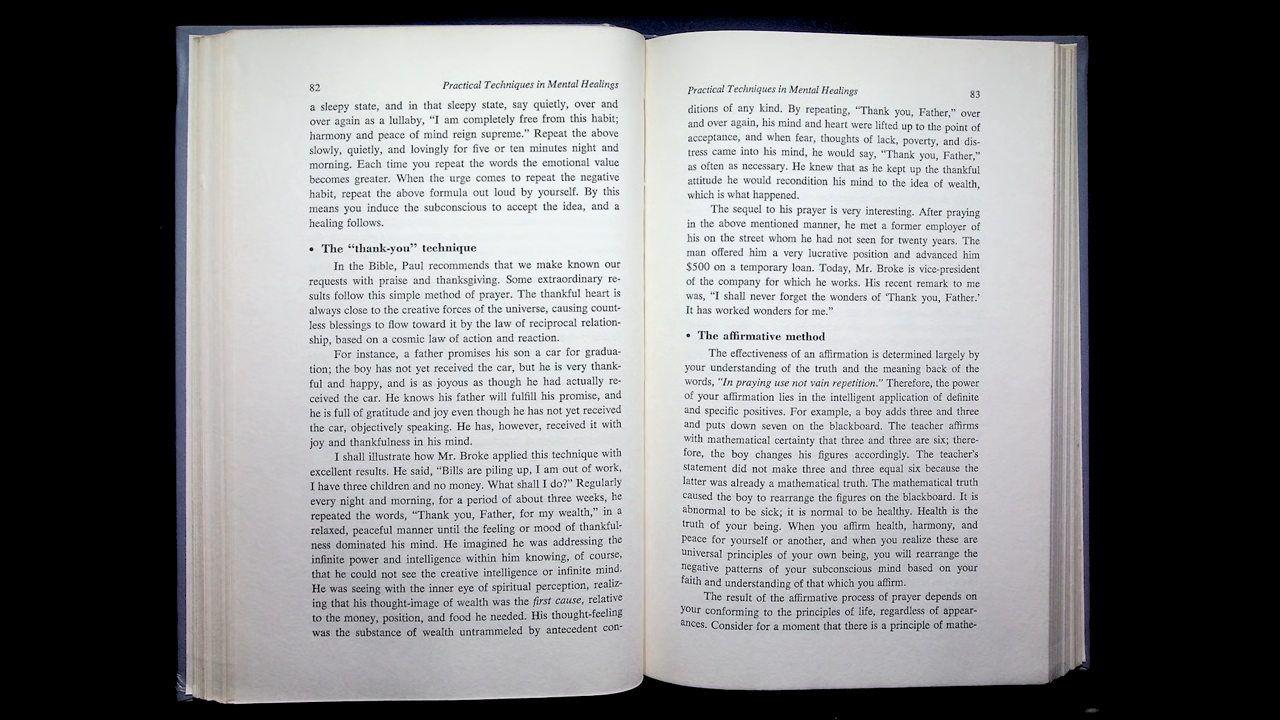 82
Practical Techniques in Mental Healings
a sleepy state, and in that sleepy state, say quietly, over and
over again as a lullaby, “I am completely free from this habit;
harmony and peace of mind reign supreme.” Repeat the above
slowly, quietly, and lovingly for five or ten minutes night and
morning. Each time you repeat the words the emotional value
becomes greater. When the urge comes to repeat the negative
habit, repeat the above formula out loud by yourself. By this
means you induce the subconscious to accept the idea, and a
healing follows.
• The “thank-you” technique
In the Bible, Paul recommends that we make known our
requests with praise and thanksgiving. Some extraordinary re-
sults follow this simple method of prayer. The thankful heart is
always close to the creative forces of the universe, causing count-
less blessings to flow toward it by the law of reciprocal relation-
ship, based on a cosmic law of action and reaction.
For instance, a father promises his son a car for gradua-
tion; the boy has not yet received the car, but he is very thank-
ful and happy, and is as joyous as though he had actually re-
ceived the car. He knows his father will fulfill his promise, and
he is full of gratitude and joy even though he has not yet received
the car, objectively speaking. He has, however, received it with
joy and thankfulness in his mind.
I shall illustrate how Mr. Broke applied this technique with
excellent results. He said, “Bills are piling up, I am out of work,
I have three children and no money. What shall I do?” Regularly
every night and morning, for a period of about three weeks, he
repeated the words, “Thank you, Father, for my wealth,” in a
relaxed, peaceful manner until the feeling or mood of thankful-
ness dominated his mind. He imagined he was addressing the
infinite power and intelligence within him knowing, of course,
that he could not see the creative intelligence or infinite mind.
He was seeing with the inner eye of spiritual perception, realiz-
ing that his thought-image of wealth was the first cause, relative
to the money, position, and food he needed. His thought-feeling
was the substance of wealth untrammeled by antecedent con-
Practical Techniques in Mental Healings
83
ditions of any kind. By repeating, “Thank you, Father,” over
and over again, his mind and heart were lifted up to the point of
acceptance, and when fear, thoughts of lack, poverty, and dis-
tress came into his mind, he would say, “Thank you, Father,”
as often as necessary. He knew that as he kept up the thankful
attitude he would recondition his mind to the idea of wealth,
which is what happened.
The sequel to his prayer is very interesting. After praying
in the above mentioned manner, he met a former employer of
his on the street whom he had not seen for twenty years. The
man offered him a very lucrative position and advanced him
$500 on a temporary loan. Today, Mr. Broke is vice-president
of the company for which he works. His recent remark to me
was, “I shall never forget the wonders of ‘Thank you, Father.’
It has worked wonders for me.”
• The affirmative method
The effectiveness of an affirmation is determined largely by
your understanding of the truth and the meaning back of the
words, “In praying use not vain repetition.” Therefore, the power
of your affirmation lies in the intelligent application of definite
and specific positives. For example, a boy adds three and three
and puts down seven on the blackboard. The teacher affirms
with mathematical certainty that three and three are six; there-
fore, the boy changes his figures accordingly. The teacher’s
statement did not make three and three equal six because the
latter was already a mathematical truth. The mathematical truth
caused the boy to rearrange the figures on the blackboard. It is
abnormal to be sick; it is normal to be healthy. Health is the
truth of your being. When you affirm health, harmony, and
peace for yourself or another, and when you realize these are
universal principles of your own being, you will rearrange the
negative patterns of your subconscious mind based on your
faith and understanding of that which you affirm.
The result of the affirmative process of prayer depends on
your conforming to the principles of life, regardless of appear-
ances. Consider for a moment that there is a principle of mathe-